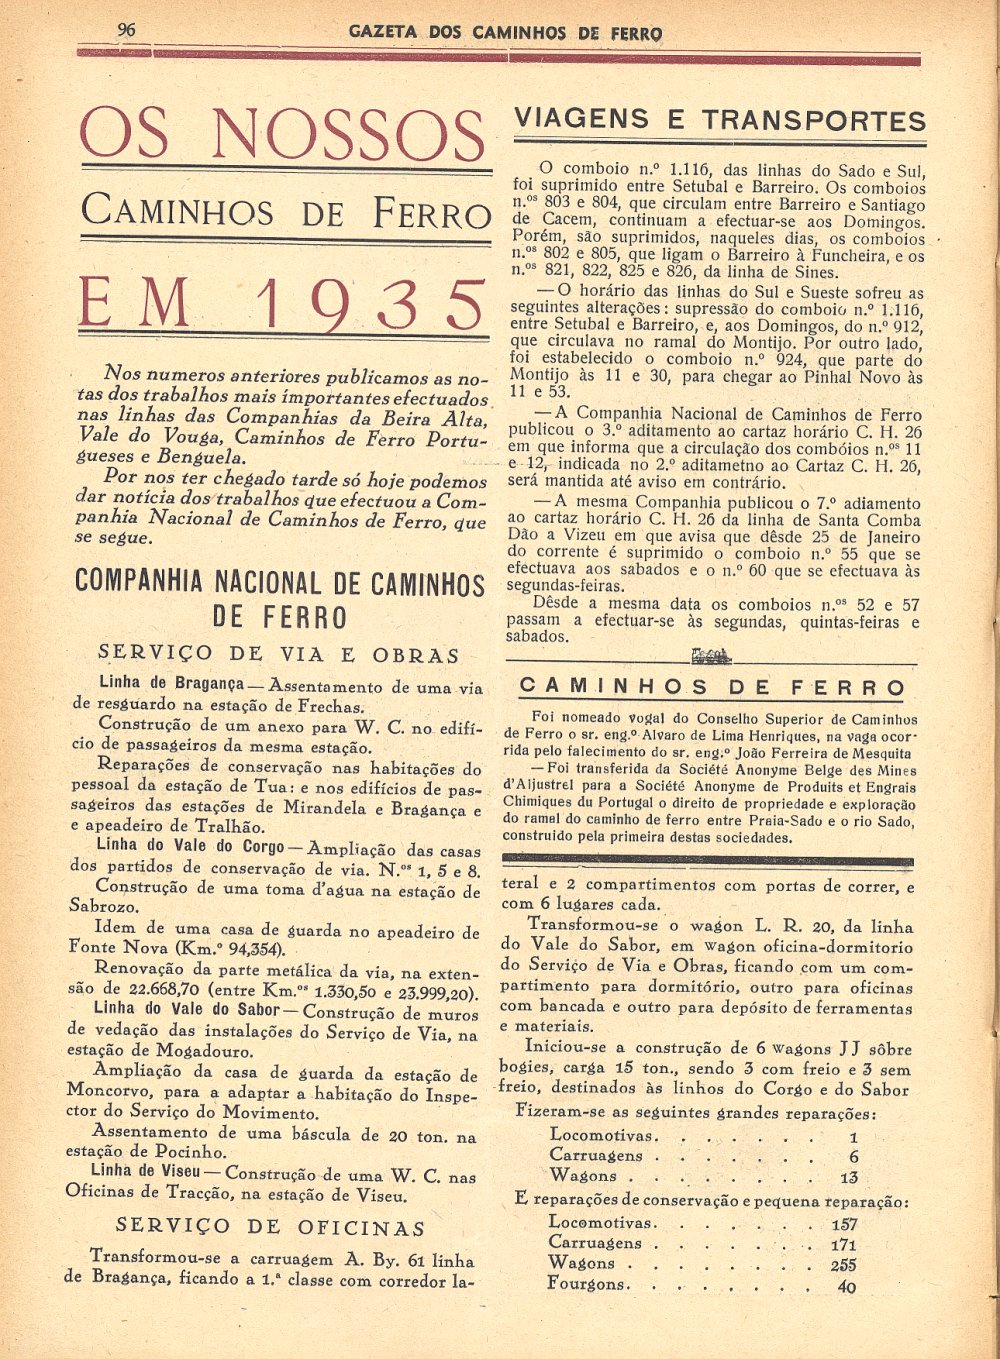 96
GAZETA DOS CAMINHOS DE FERRO
OS NOSSOS
CAMINHOS DE FERRO
EM 1935
Nos numeros anteriores publicamos as no-
tas dos trabalhos mais importantes efectuados
nas linhas das Companhias da Beira Alta,
Vale do Vouga, Caminhos de Ferro Portu-
gueses e Benguela.
Por nos ter chegado tarde só hoje podemos
dar notícia dos trabalhos que efectuou a Com-
panhia Nacional de Caminhos de Ferro, que
se segue.
COMPANHIA NACIONAL DE CAMINHOS
DE FERRO
SERVIÇO DE VIA E OBRAS
Linha de Bragança — Assentamento de uma via
de resguardo na estação de Frechas.
Construção de um anexo para W. C. no edifí-
cio de passageiros da mesma estação.
Reparações de conservação nas habitações do
pessoal da estação de Tua: e nos edifícios de pas-
sageiros das estações de Mirandela e Bragança e
e apeadeiro de Tralhão.
Linha do Vale do Corgo — Ampliação das casas
dos partidos de conservação de via. N.ºs 1, 5 e 8.
Construção de uma toma d'agua na estação de
Sabrozo.
Idem de uma casa de guarda no apeadeiro de
Fonte Nova (Km.º 94,354).
Renovação da parte metálica da via, na exten-
são de 22.668,70 (entre Km.ºs 1.330,50 e 23.999,20).
Linha do Vale do Sabor — Construção de muros
de vedação das instalações do Serviço de Via, na
estação de Mogadouro.
Ampliação da casa de guarda da estação de
Moncorvo, para a adaptar a habitação do Inspe-
ctor do Serviço do Movimento.
Assentamento de uma báscula de 20 ton. na
estação de Pocinho.
Linha de Viseu — Construção de uma W. C. nas
Oficinas de Tracção, na estação de Viseu.
SERVIÇO DE OFICINAS
Transformou-se a carruagem A. By. 61 linha
de Bragança, ficando a 1.ª classe com corredor la-
VIAGENS E TRANSPORTES
O comboio n.º 1.116, das linhas do Sado e Sul,
foi suprimido entre Setubal e Barreiro. Os comboios
n.ºs 803 e 804, que circulam entre Barreiro e Santiago
de Cacem, continuam a efectuar-se aos Domingos.
Porém, são suprimidos, naqueles dias, os comboios
n.ºs 802 e 805, que ligam o Barreiro à Funcheira, e os
n.ºs 821, 822, 825 e 826, da linha de Sines.
— O horário das linhas do Sul e Sueste sofreu as
seguintes alterações: supressão do comboio n.º 1.116,
entre Setubal e Barreiro, e, aos Domingos, do n.º 912,
que circulava no ramal do Montijo. Por outro lado,
foi estabelecido o comboio n.º 924, que parte do
Montijo às 11 e 30, para chegar ao Pinhal Novo às
11 e 53.
— A Companhia Nacional de Caminhos de Ferro
publicou o 3.º aditamento ao cartaz horário C. H. 26
em que informa que a circulação dos combóios n.ºs 11
e 12, indicada no 2.º aditametno ao Cartaz C. H. 26,
será mantida até aviso em contrário.
— A mesma Companhia publicou o 7.º adiamento
ao cartaz horário C. H. 26 da linha de Santa Comba
Dão a Vizeu em que avisa que dêsde 25 de Janeiro
do corrente é suprimido o comboio n.º 55 que se
efectuava aos sabados e o n.º 60 que se efectuava às
segundas-feiras.
Dêsde a mesma data os comboios n.ºs 52 e 57
passam a efectuar-se às segundas, quintas-feiras e
sabados.
CAMINHOS DE FERRO
Foi nomeado vogal do Conselho Superior de Caminhos
de Ferro o sr. eng.º Alvaro de Lima Henriques, na vaga ocor-
rida pelo falecimento do sr. eng.º João Ferreira de Mesquita
— Foi transferida da Société Anonyme Belge des Mines
d'Aljustrel para a Société Anonyme de Produits et Engrais
Chimiques du Portugal o direito de propriedade e exploração
do ramal do caminho de ferro entre Praia-Sado e o rio Sado,
construido pela primeira destas sociedades.
teral e 2 compartimentos com portas de correr, e
com 6 lugares cada.
Transformou-se o wagon L. R. 20, da linha
do Vale do Sabor, em wagon oficina-dormitorio
do Serviço de Via e Obras, ficando com um com-
partimento para dormitório, outro para oficinas
com bancada e outro para depósito de ferramentas
e materiais.
Iniciou-se a construção de 6 wagons JJ sôbre
bogies, carga 15 ton., sendo 3 com freio e 3 sem
freio, destinados às linhos do Corgo e do Sabor
Fizeram-se as seguintes grandes reparações:
Locomotivas. . . . . . . 1
Carruagens . . . . . . . 6
Wagons . . . . . . . . 13
E reparações de conservação e pequena reparação:
Locomotivas. . . . . . . 157
Carruagens . . . . . . . 171
Wagons . . . . . . . . 255
Fourgons. . . . . . . . 40